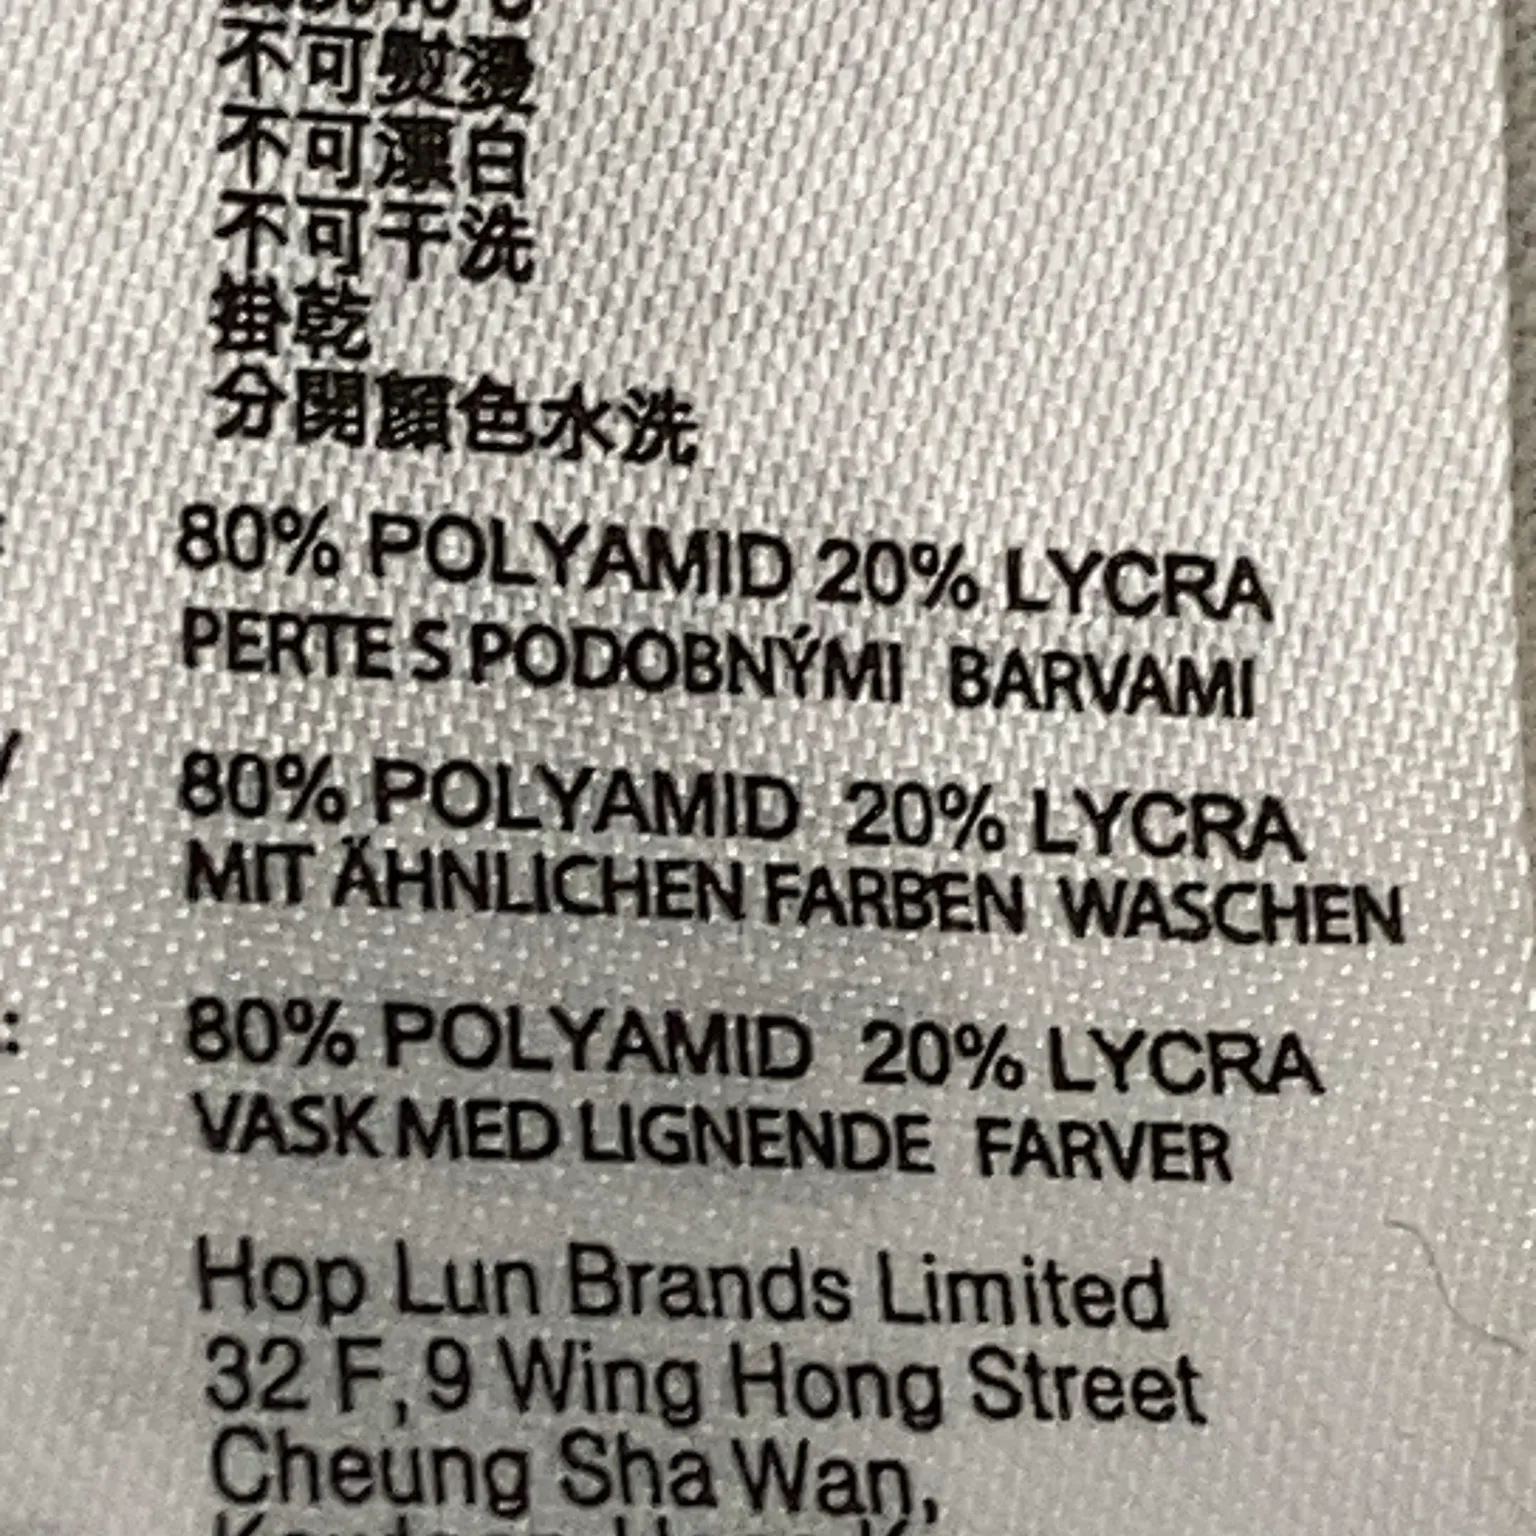 不可熨燙
不可漂白
不可干洗
掛乾
分開顏色水洗
80% POLYAMID 20% LYCRA
PERTE S PODOBNÝMI BARVAMI
80% POLYAMID 20% LYCRA
MIT ÄHNLICHEN FARBEN WASCHEN
80% POLYAMID 20% LYCRA
VASK MED LIGNENDE FARVER
Hop Lun Brands Limited
32 F, 9 Wing Hong Street
Cheung Sha Wan,